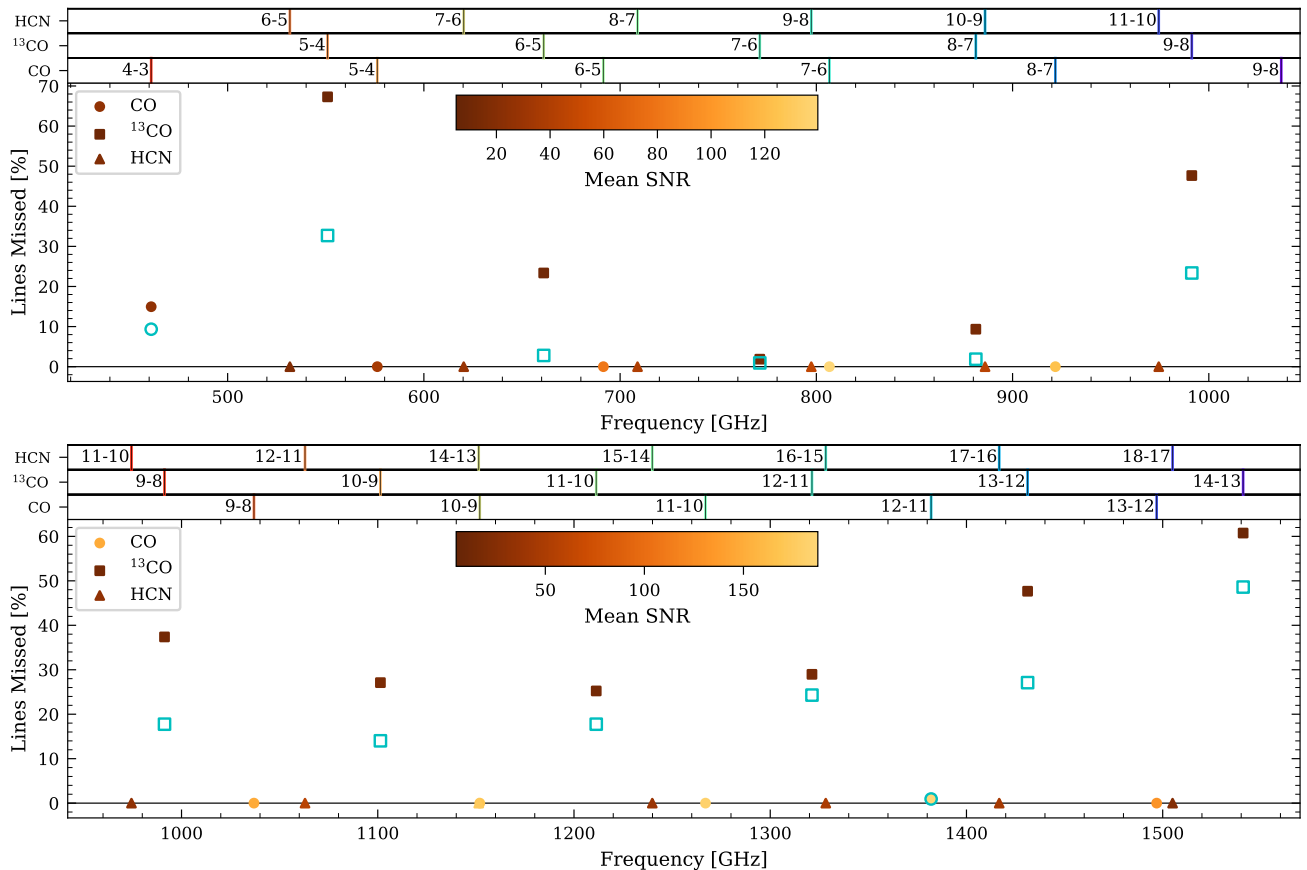 HCN 6-5 7-6 8-7 9-8 10-9 11-10
¹³CO 5-4 6-5 7-6 8-7 9-8
CO 4-3 5-4 6-5 7-6 8-7 9-8
70
60
50
40
30
20
10
0
Lines Missed [%]
CO
¹³CO
HCN
20 40 60 80 100 120
Mean SNR
500 600 700 800 900 1000
Frequency [GHz]
HCN 11-10 12-11 14-13 15-14 16-15 17-16 18-17
¹³CO 9-8 10-9 11-10 12-11 13-12 14-13
CO 9-8 10-9 11-10 12-11 13-12
60
50
40
30
20
10
0
Lines Missed [%]
CO
¹³CO
HCN
50 100 150
Mean SNR
1000 1100 1200 1300 1400 1500
Frequency [GHz]